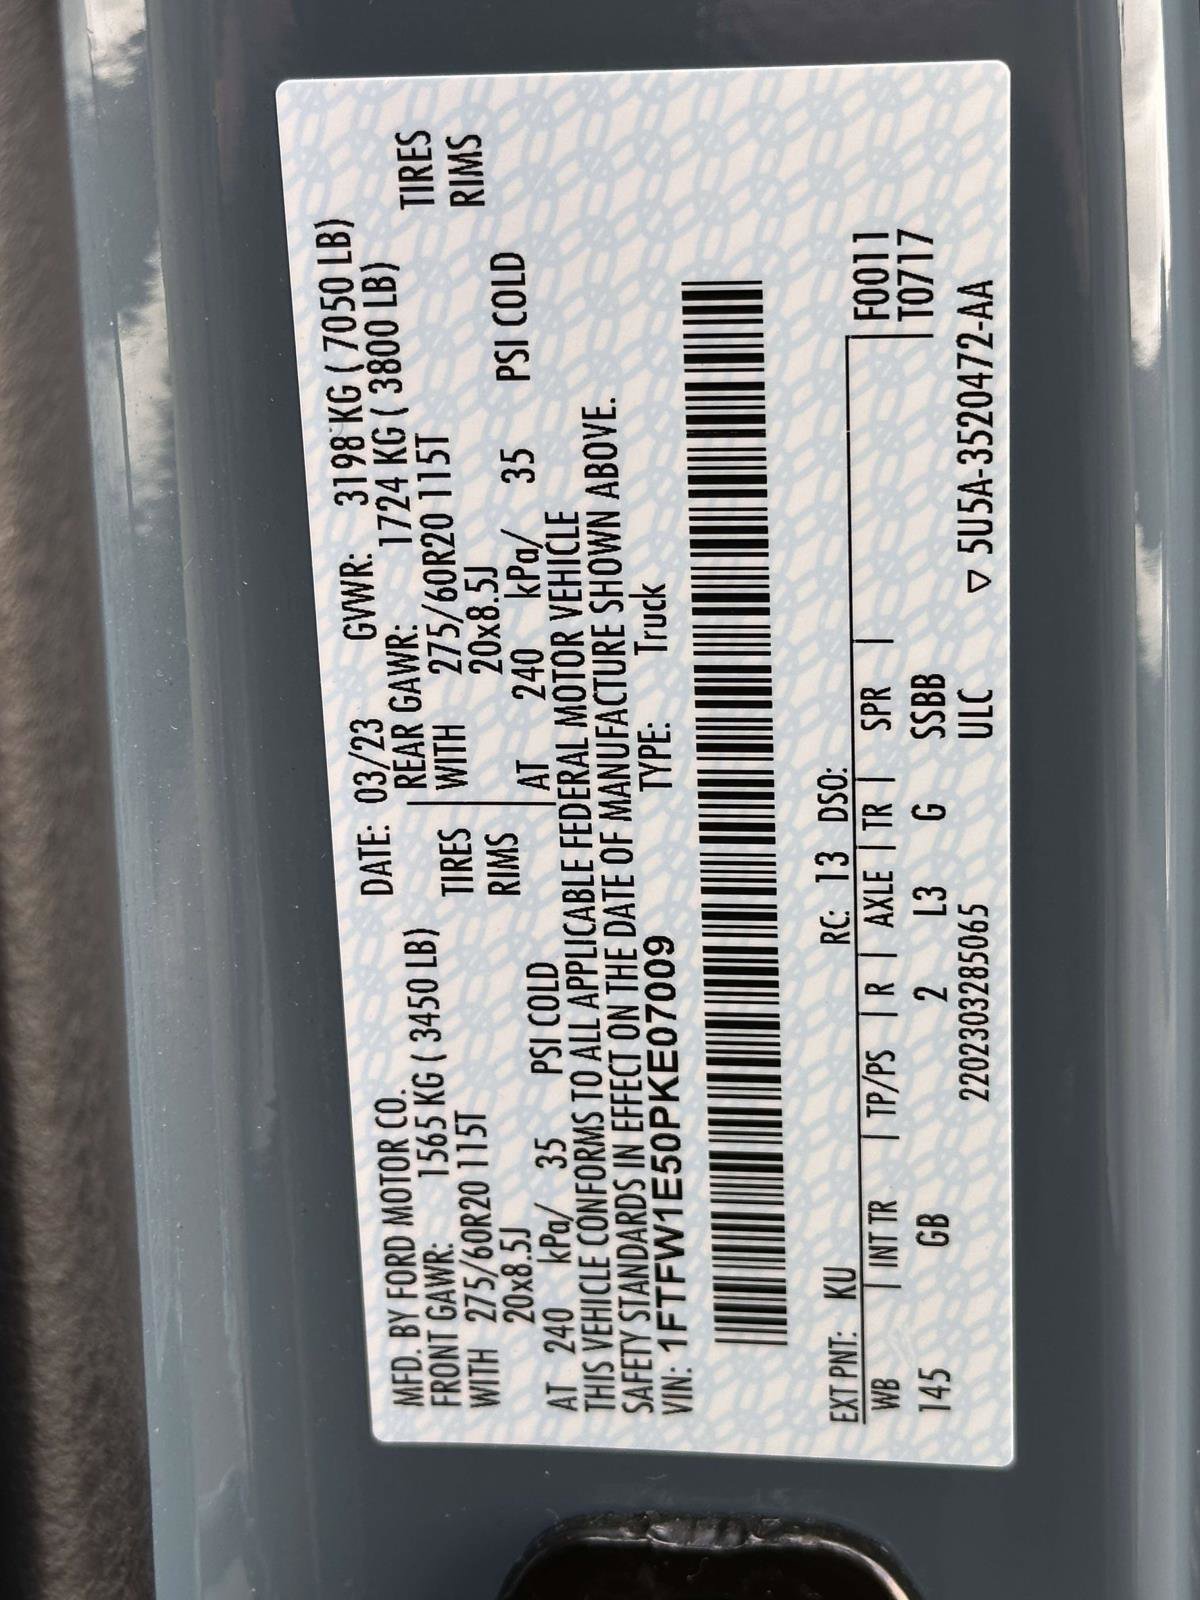 MFD. BY FORD MOTOR CO. DATE: 03/23 GVWR: 3198 KG ( 7050 LB)
FRONT GAWR: 1565 KG ( 3450 LB) REAR GAWR: 1724 KG ( 3800 LB)
WITH 275/60R20 115T TIRES WITH 275/60R20 115T TIRES
20x8.5J RIMS 20x8.5J RIMS
AT 240 kPa/ 35 PSI COLD AT 240 kPa/ 35 PSI COLD
THIS VEHICLE CONFORMS TO ALL APPLICABLE FEDERAL MOTOR VEHICLE
SAFETY STANDARDS IN EFFECT ON THE DATE OF MANUFACTURE SHOWN ABOVE.
VIN: 1FTFW1E50PKE07009 TYPE: Truck
EXT PNT: KU RC: 13 DSO: F0011
WB | INT TR | TP/PS | R | AXLE | TR | SPR | T0717
145 GB 2 L3 G SSBB
220230328​5065 ULC ▽ 5U5A-3520472-AA